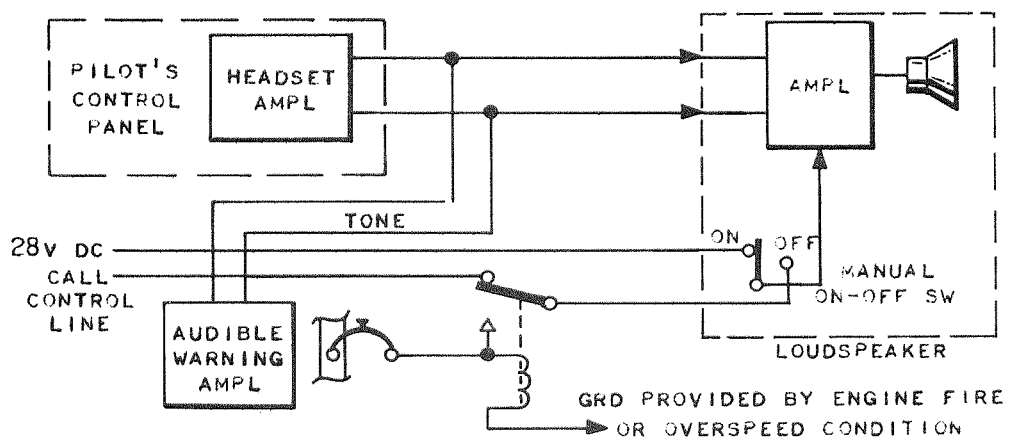 PILOT'S
CONTROL
PANEL
HEADSET
AMPL
AMPL
TONE
28V DC
CALL
CONTROL
LINE
ON
OFF
MANUAL
ON-OFF SW
LOUDSPEAKER
AUDIBLE
WARNING
AMPL
GRD PROVIDED BY ENGINE FIRE
OR OVERSPEED CONDITION